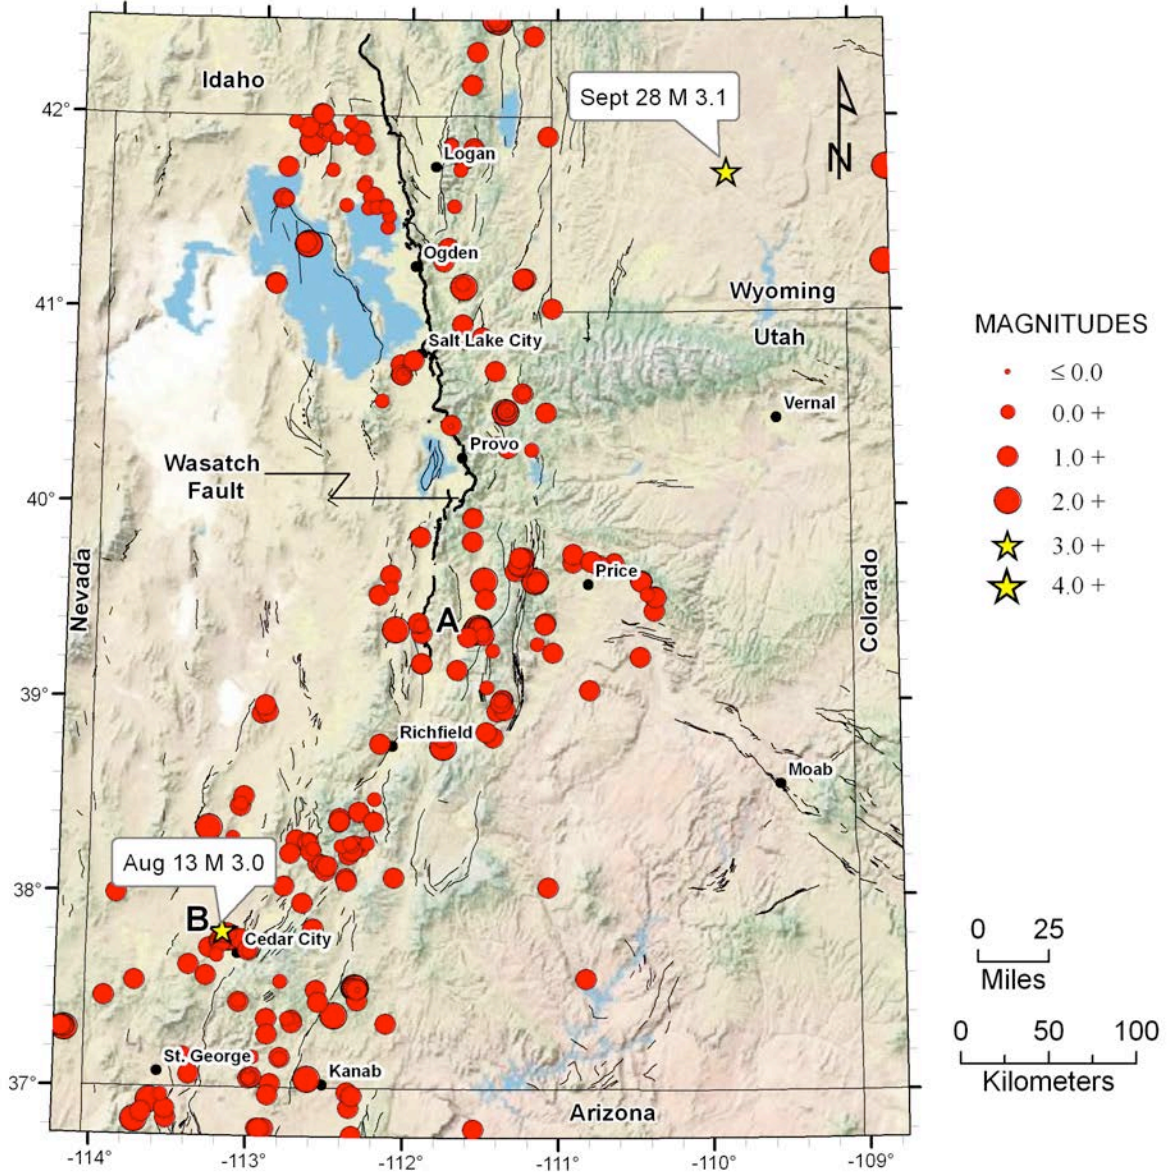 Idaho
Sept 28 M 3.1
42°
N
Logan
Ogden
41°
Wyoming
Utah
Salt Lake City
Vernal
Provo
Wasatch
Fault
40°
Nevada
Price
Colorado
A
39°
Richfield
Moab
Aug 13 M 3.0
38°
B
Cedar City
St. George
Kanab
37°
Arizona
-114°
-113°
-112°
-111°
-110°
-109°
MAGNITUDES
≤ 0.0
0.0 +
1.0 +
2.0 +
3.0 +
4.0 +
0 25
Miles
0 50 100
Kilometers